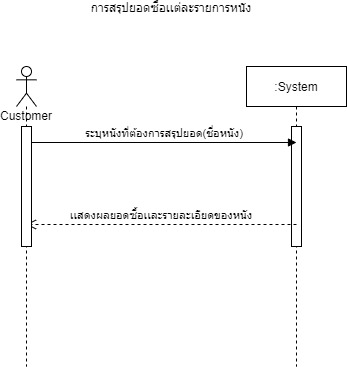 การสรุปยอดซื้อแต่ละรายการหนัง
:System
Custpmer
ระบุหนังที่ต้องการสรุปยอด(ชื่อหนัง)
แสดงผลยอดซื้อและรายละเอียดของหนัง